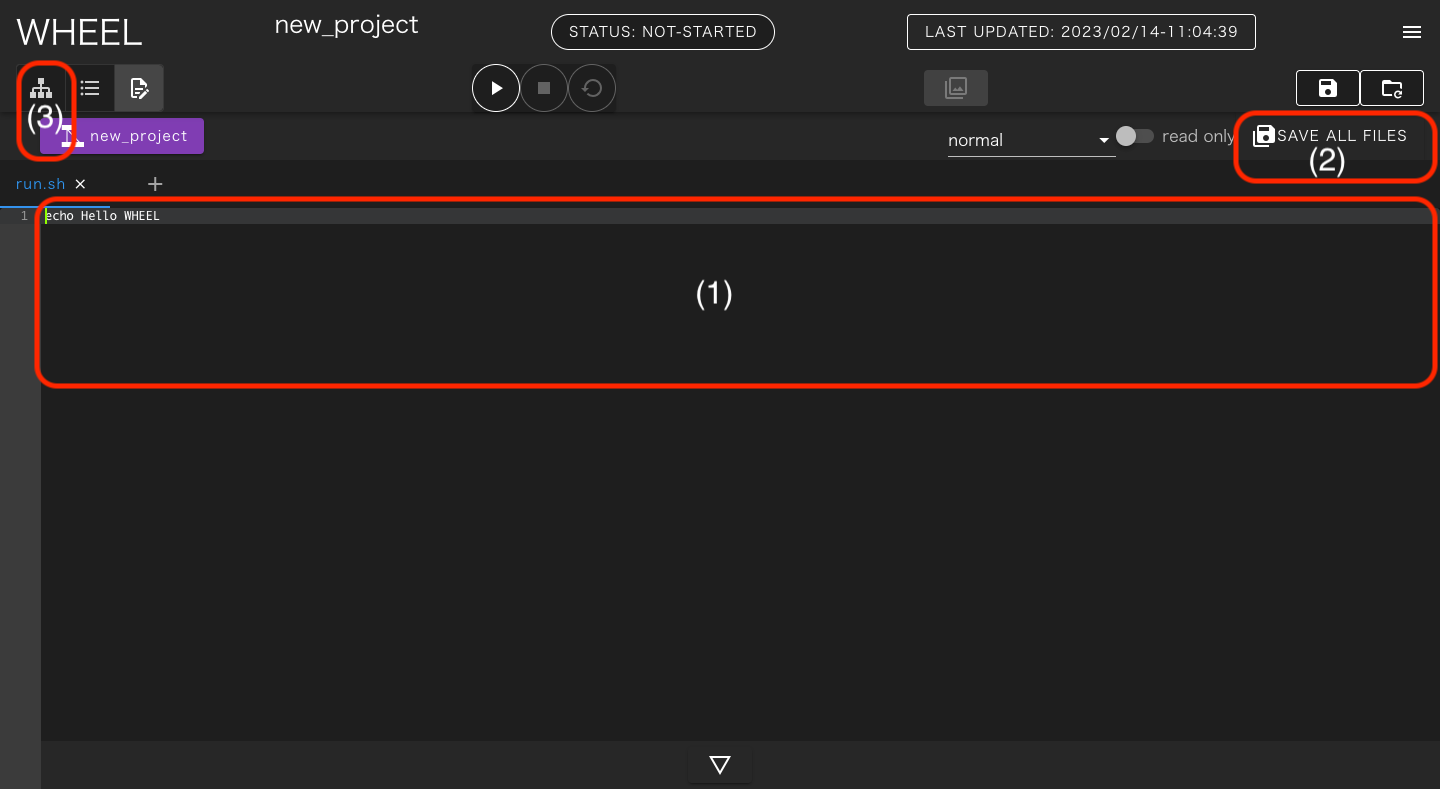 WHEEL
new_project
STATUS: NOT-STARTED
LAST UPDATED: 2023/02/14-11:04:39
(3)
new_project
normal
read only
SAVE ALL FILES
(2)
run.sh
1
echo Hello WHEEL
(1)